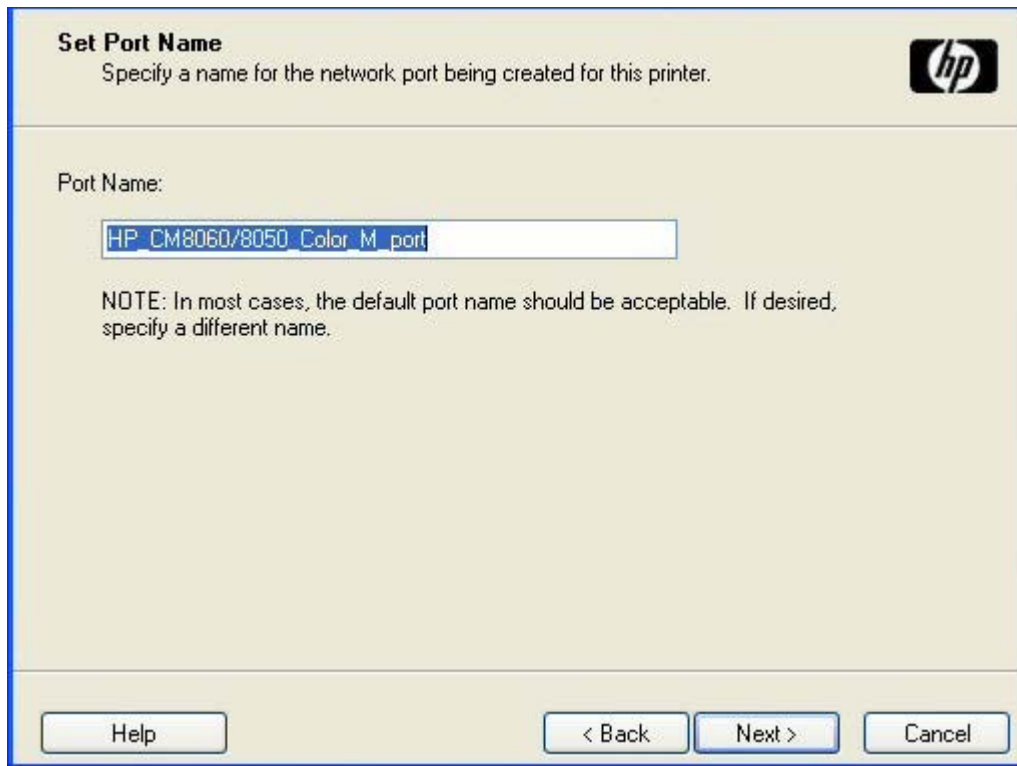 Set Port Name
Specify a name for the network port being created for this printer.
hp
Port Name:
HP_CM8060/8050_Color_M_port
NOTE: In most cases, the default port name should be acceptable. If desired,
specify a different name.
Help
< Back
Next >
Cancel